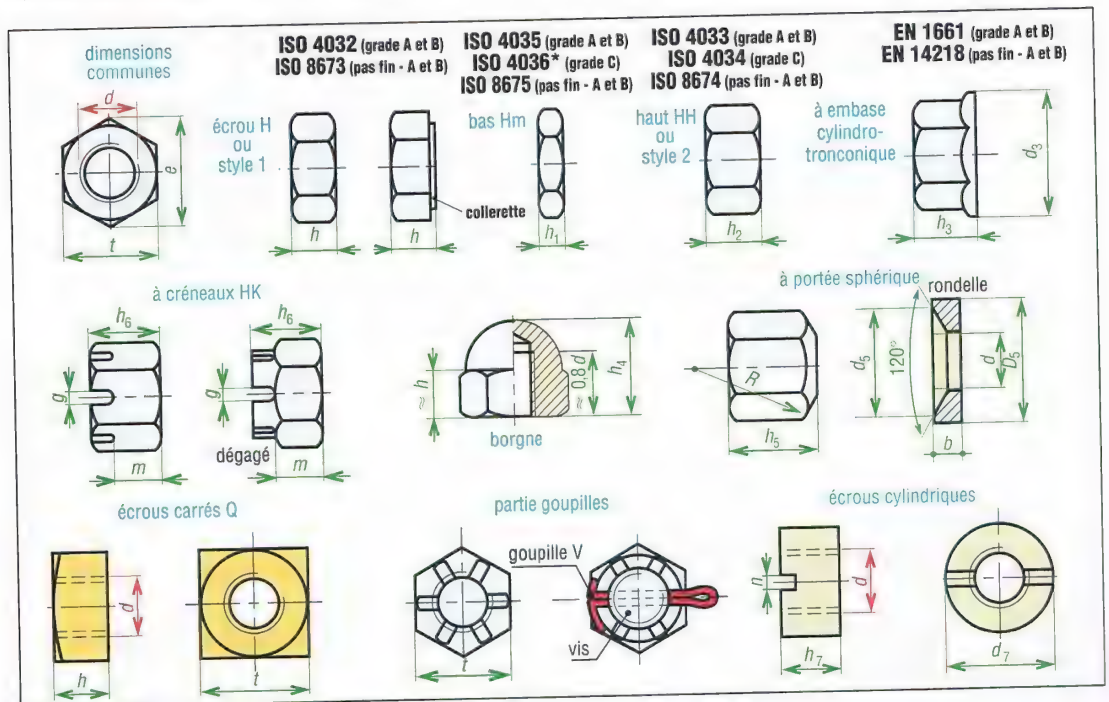 dimensions
communes
ISO 4032 (grade A et B)
ISO 8673 (pas fin - A et B)
ISO 4035 (grade A et B)
ISO 4036* (grade C)
ISO 8675 (pas fin - A et B)
ISO 4033 (grade A et B)
ISO 4034 (grade C)
ISO 8674 (pas fin - A et B)
EN 1661 (grade A et B)
EN 14218 (pas fin - A et B)
d
e
t
écrou H
ou
style 1
h
h
collerette
bas Hm
h1
haut HH
ou
style 2
h2
à embase
cylindro-
tronconique
d3
h3
à créneaux HK
h6
g
m
h6
g
dégagé
m
≈ h
≈ 0.8 d
h4
borgne
à portée sphérique
rondelle
R
h5
d5
120°
d
D5
b
écrous carrés Q
d
h
t
partie goupilles
goupille V
vis
t
écrous cylindriques
n
d
h7
d7